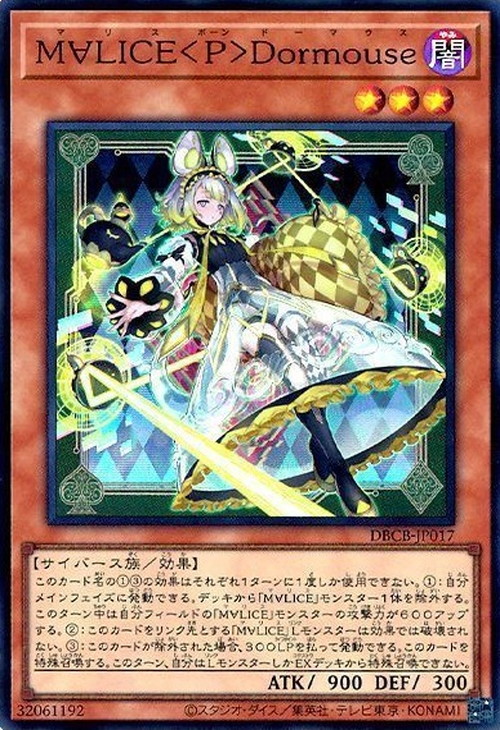 マリスポーンドーマウス
M∀LICE<P>Dormouse
やみ
闇
DBCB-JP017
【サイバース族／効果】
このカード名の①③の効果はそれぞれ1ターンに1度しか使用できない。①：自分
メインフェイズに発動できる。デッキから「M∀LICE」モンスター1体を除外する。
このターン中は自分フィールドの「M∀LICE」モンスターの攻撃力が600アップ
する。②：このカードをリンク先とする「M∀LICE」Lモンスターは効果では破壊され
ない。③：このカードが除外された場合、300LPを払って発動できる。このカードを
特殊召喚する。このターン、自分はLモンスターしかEXデッキから特殊召喚できない。
ATK/ 900 DEF/ 300
32061192
©スタジオ・ダイス／集英社・テレビ東京・KONAMI